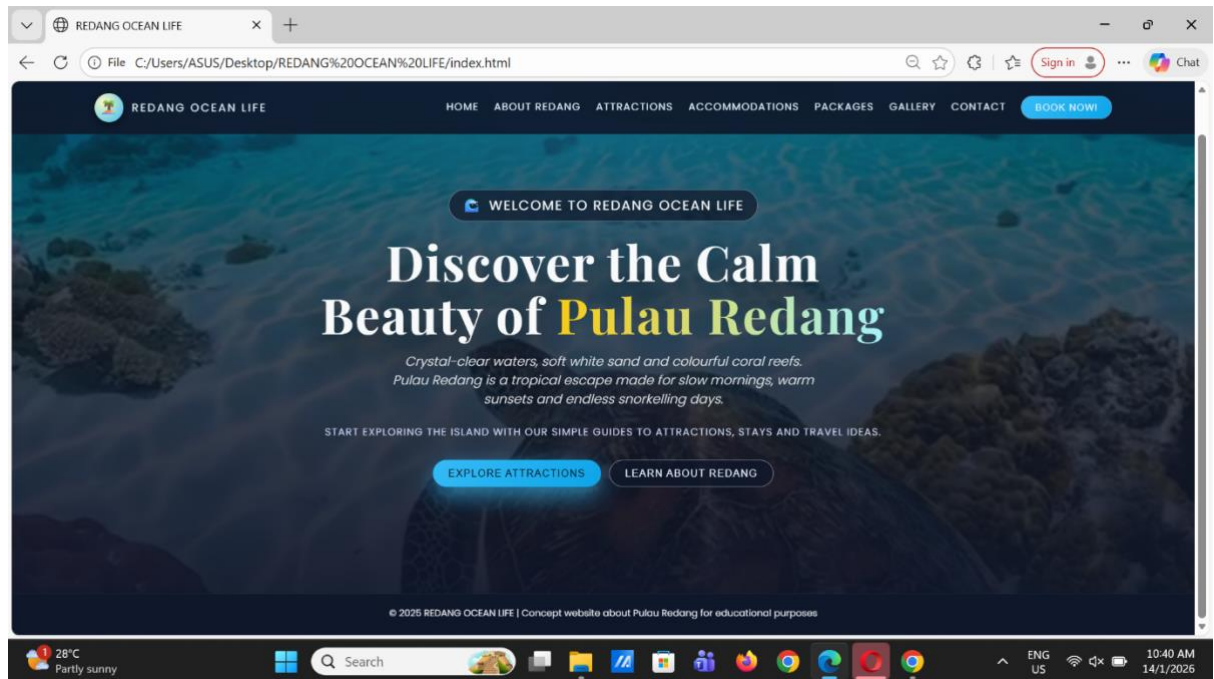 REDANG OCEAN LIFE
File C:/Users/ASUS/Desktop/REDANG%20OCEAN%20LIFE/index.html
Sign in
Chat
REDANG OCEAN LIFE
HOME ABOUT REDANG ATTRACTIONS ACCOMMODATIONS PACKAGES GALLERY CONTACT BOOK NOW!
WELCOME TO REDANG OCEAN LIFE
Discover the Calm
Beauty of Pulau Redang
Crystal-clear waters, soft white sand and colourful coral reefs.
Pulau Redang is a tropical escape made for slow mornings, warm
sunsets and endless snorkelling days.
START EXPLORING THE ISLAND WITH OUR SIMPLE GUIDES TO ATTRACTIONS, STAYS AND TRAVEL IDEAS.
EXPLORE ATTRACTIONS LEARN ABOUT REDANG
© 2025 REDANG OCEAN LIFE | Concept website about Pulau Redang for educational purposes
1
28°C
Partly sunny
Search
ENG
US
10:40 AM
14/1/2026